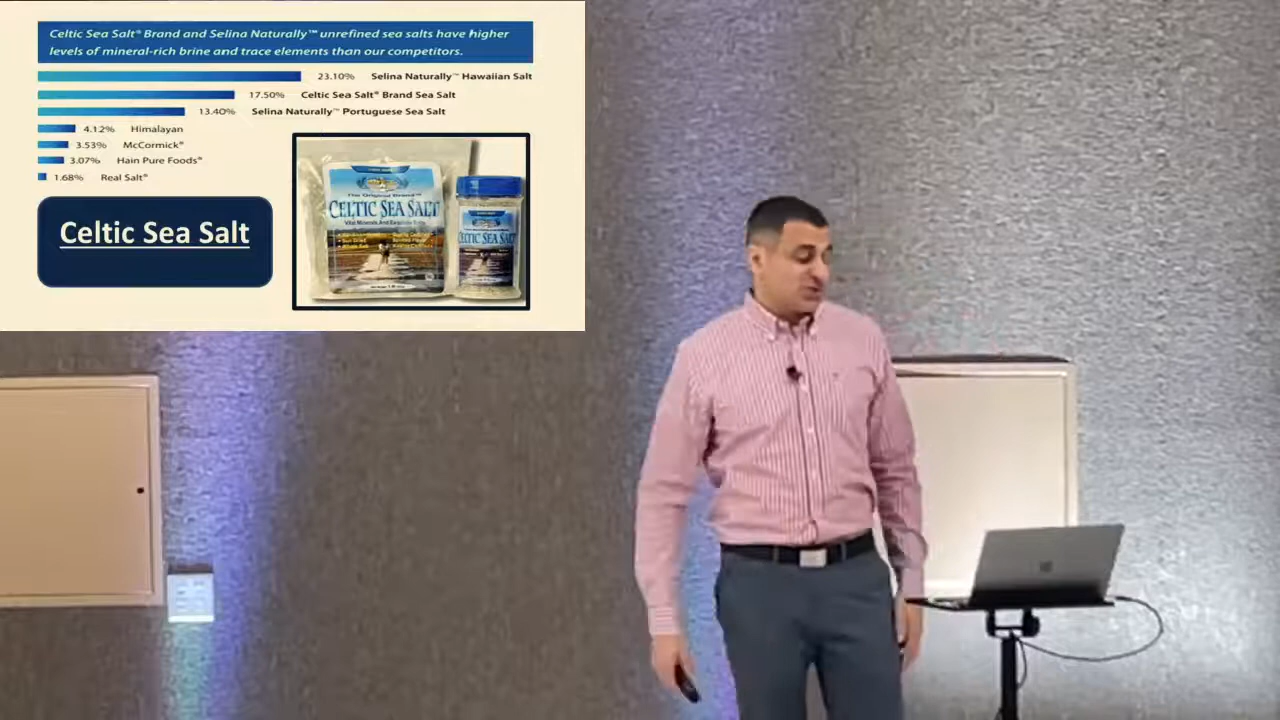 Celtic Sea Salt® Brand and Selina Naturally™ unrefined sea salts have higher
levels of mineral-rich brine and trace elements than our competitors.
23.10% Selina Naturally™ Hawaiian Salt
17.50% Celtic Sea Salt® Brand Sea Salt
13.40% Selina Naturally™ Portuguese Sea Salt
4.12% Himalayan
3.53% McCormick®
3.07% Hain Pure Foods®
1.68% Real Salt®
Celtic Sea Salt
The Original Brand™
CELTIC SEA SALT
CELTIC SEA SALT